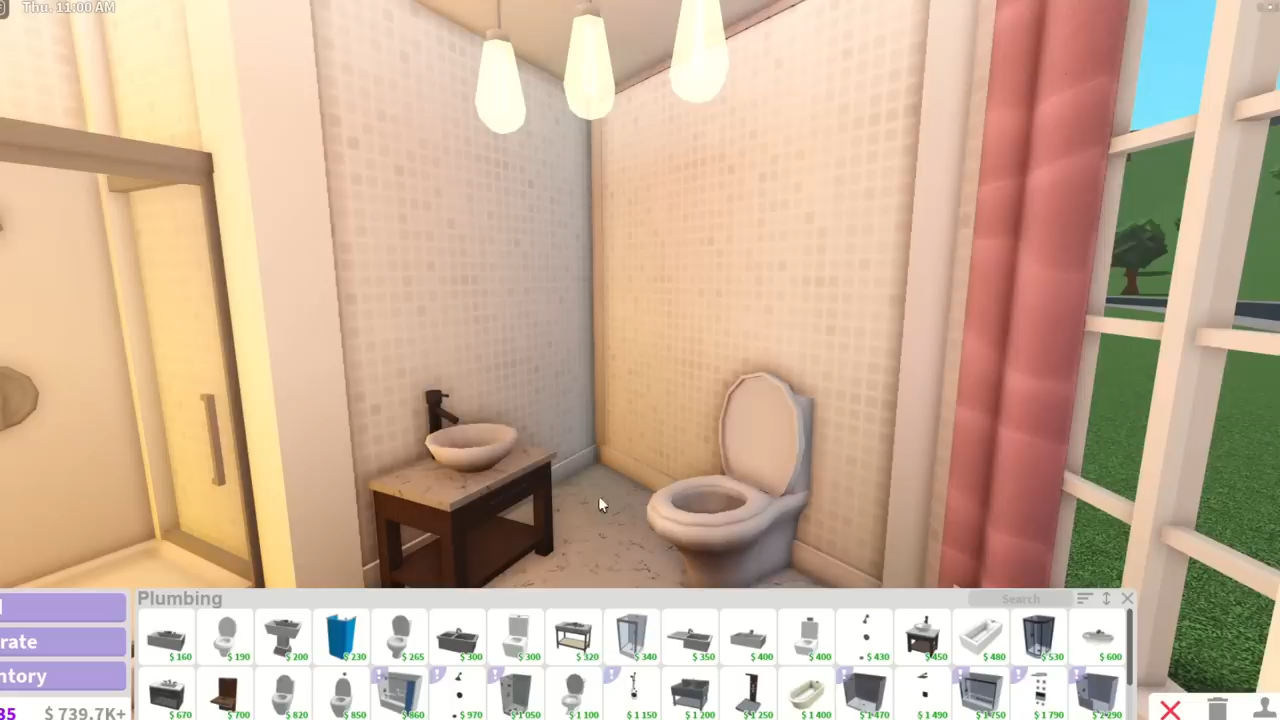 Thu. 11:00 AM
Plumbing
Search
$ 160 $ 190 $ 200 $ 230 $ 265 $ 300 $ 300 $ 320 $ 340 $ 350 $ 400 $ 400 $ 430 $ 450 $ 480 $ 530 $ 600
rate
ntory
$ 670 $ 700 $ 820 $ 850 $ 860 $ 970 $ 1 050 $ 1 100 $ 1 150 $ 1 200 $ 1 250 $ 1 400 $ 1 470 $ 1 490 $ 1 750 $ 1 790
35 $ 739.7K+